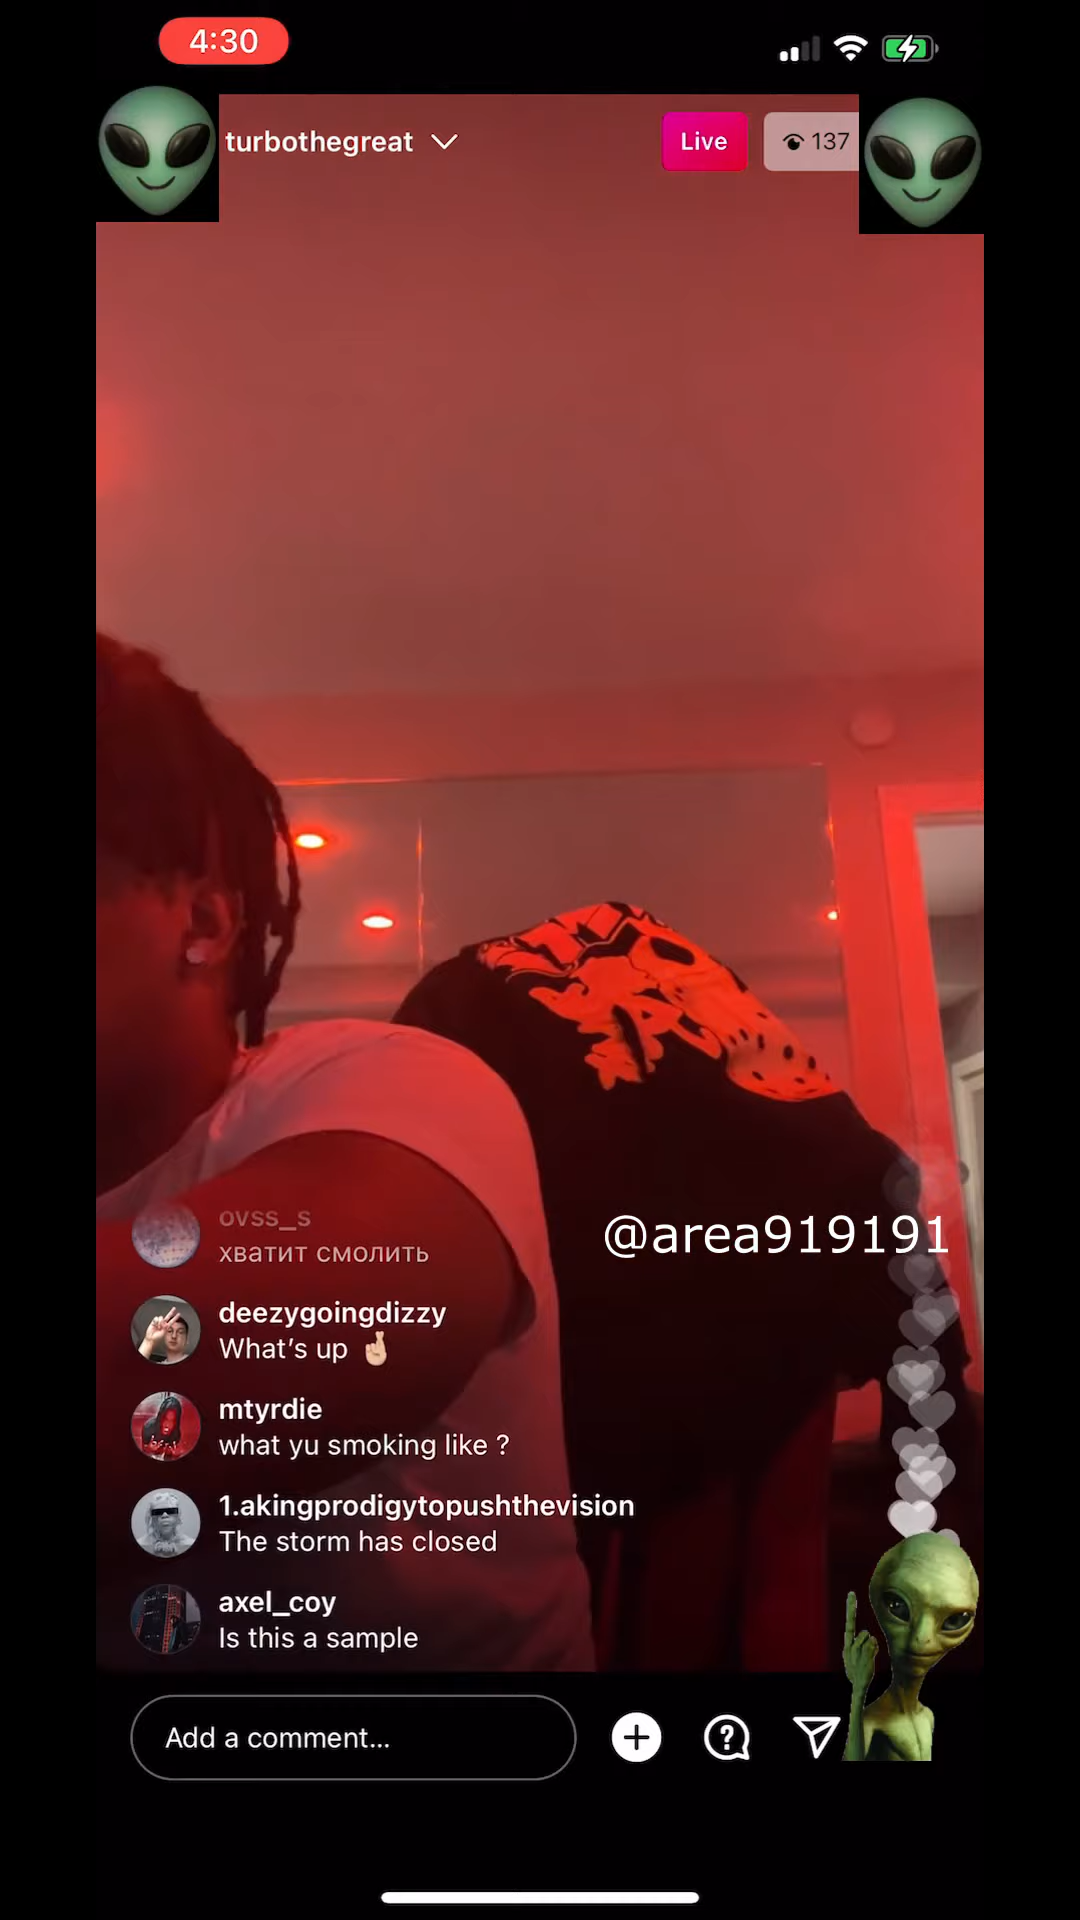 4:30
turbothegreat
Live
137
@area919191
ovss_s
хватит смолить
deezygoingdizzy
What's up 🤞🏼
mtyrdie
what yu smoking like ?
1.akingprodigytopushthevision
The storm has closed
axel_coy
Is this a sample
Add a comment...